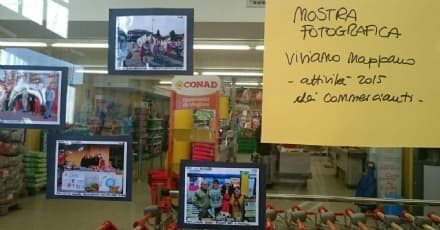 MOSTRA
FOTOGRAFICA
Viviamo Mappano
- attività 2015
dei commercianti -
CONAD